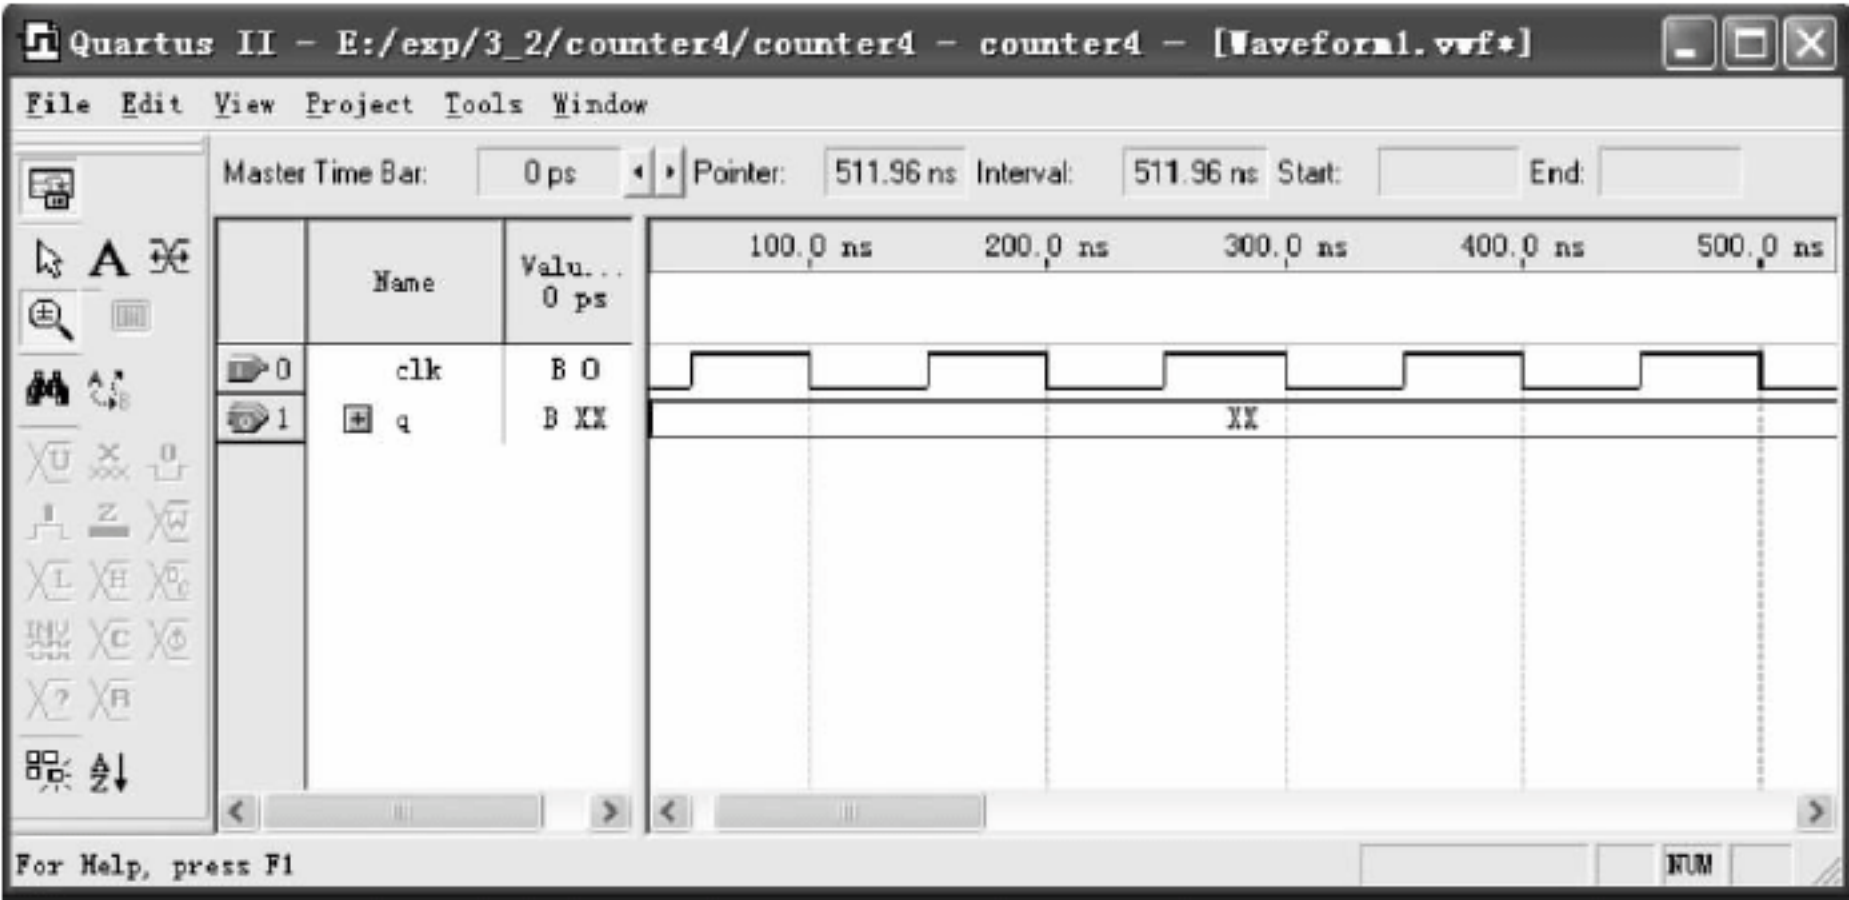 Quartus II - E:/exp/3_2/counter4/counter4 - counter4 - [Waveform1.vwf*]
File Edit View Project Tools Window
Master Time Bar: 0 ps Pointer: 511.96 ns Interval: 511.96 ns Start: End:
Name
Valu...
0 ps
100.0 ns 200.0 ns 300.0 ns 400.0 ns 500.0 ns
0 clk B 0
1 q B XX XX
For Help, press F1 NUM